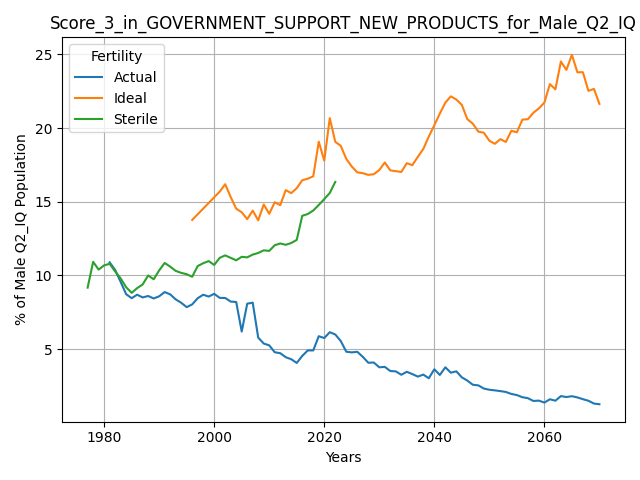 Score_3_in_GOVERNMENT_SUPPORT_NEW_PRODUCTS_for_Male_Q2_IQ
Fertility
Actual
Ideal
Sterile
% of Male Q2_IQ Population
25
20
15
10
5
1980 2000 2020 2040 2060
Years